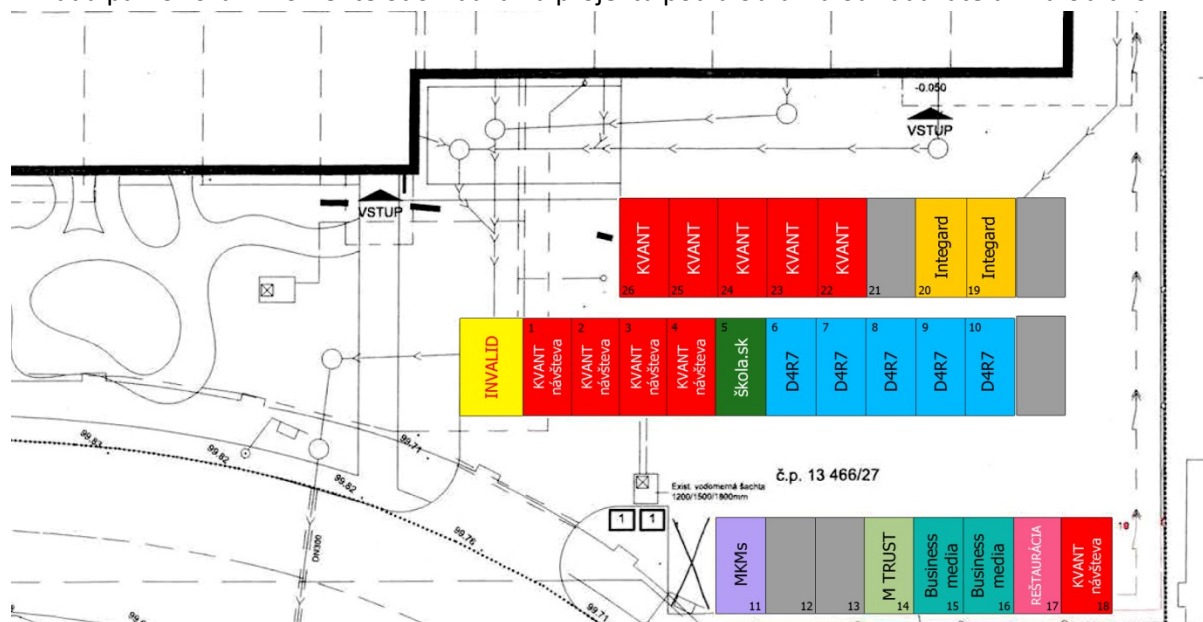 -0.050
VSTUP
VSTUP
KVANT
26
KVANT
25
KVANT
24
KVANT
23
KVANT
22
21
Integard
20
Integard
19
INVALID
1
KVANT
návšteva
2
KVANT
návšteva
3
KVANT
návšteva
4
KVANT
návšteva
5
škola.sk
6
D4R7
7
D4R7
8
D4R7
9
D4R7
10
D4R7
99.83
99.82
99.82
99.71
99.76
99.71
DN300
č.p. 13 466/27
Exist. vodomerná šachta
1200/1500/1800mm
1
1
MKMs
11
12
13
M TRUST
14
Business
media
15
Business
media
16
REŠTAURÁCIA
17
KVANT
návšteva
18